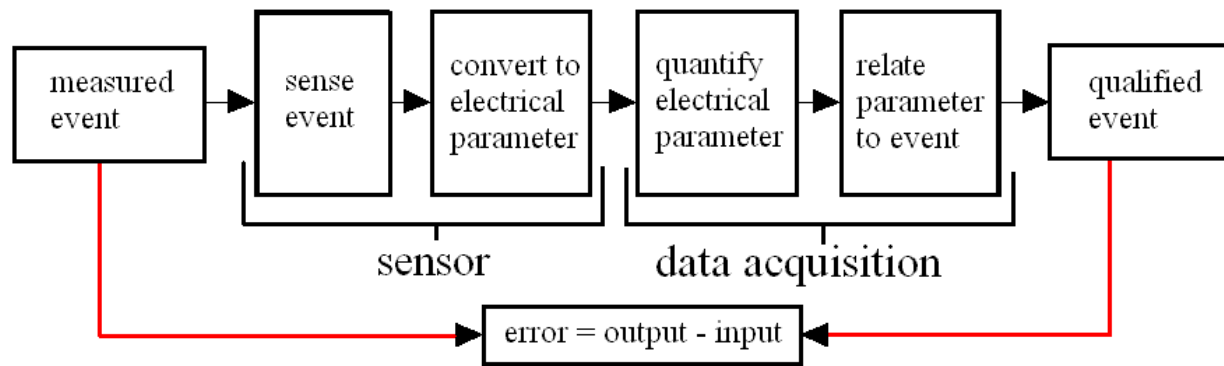 measured
event
sense
event
convert to
electrical
parameter
quantify
electrical
parameter
relate
parameter
to event
qualified
event
sensor
data acquisition
error = output - input